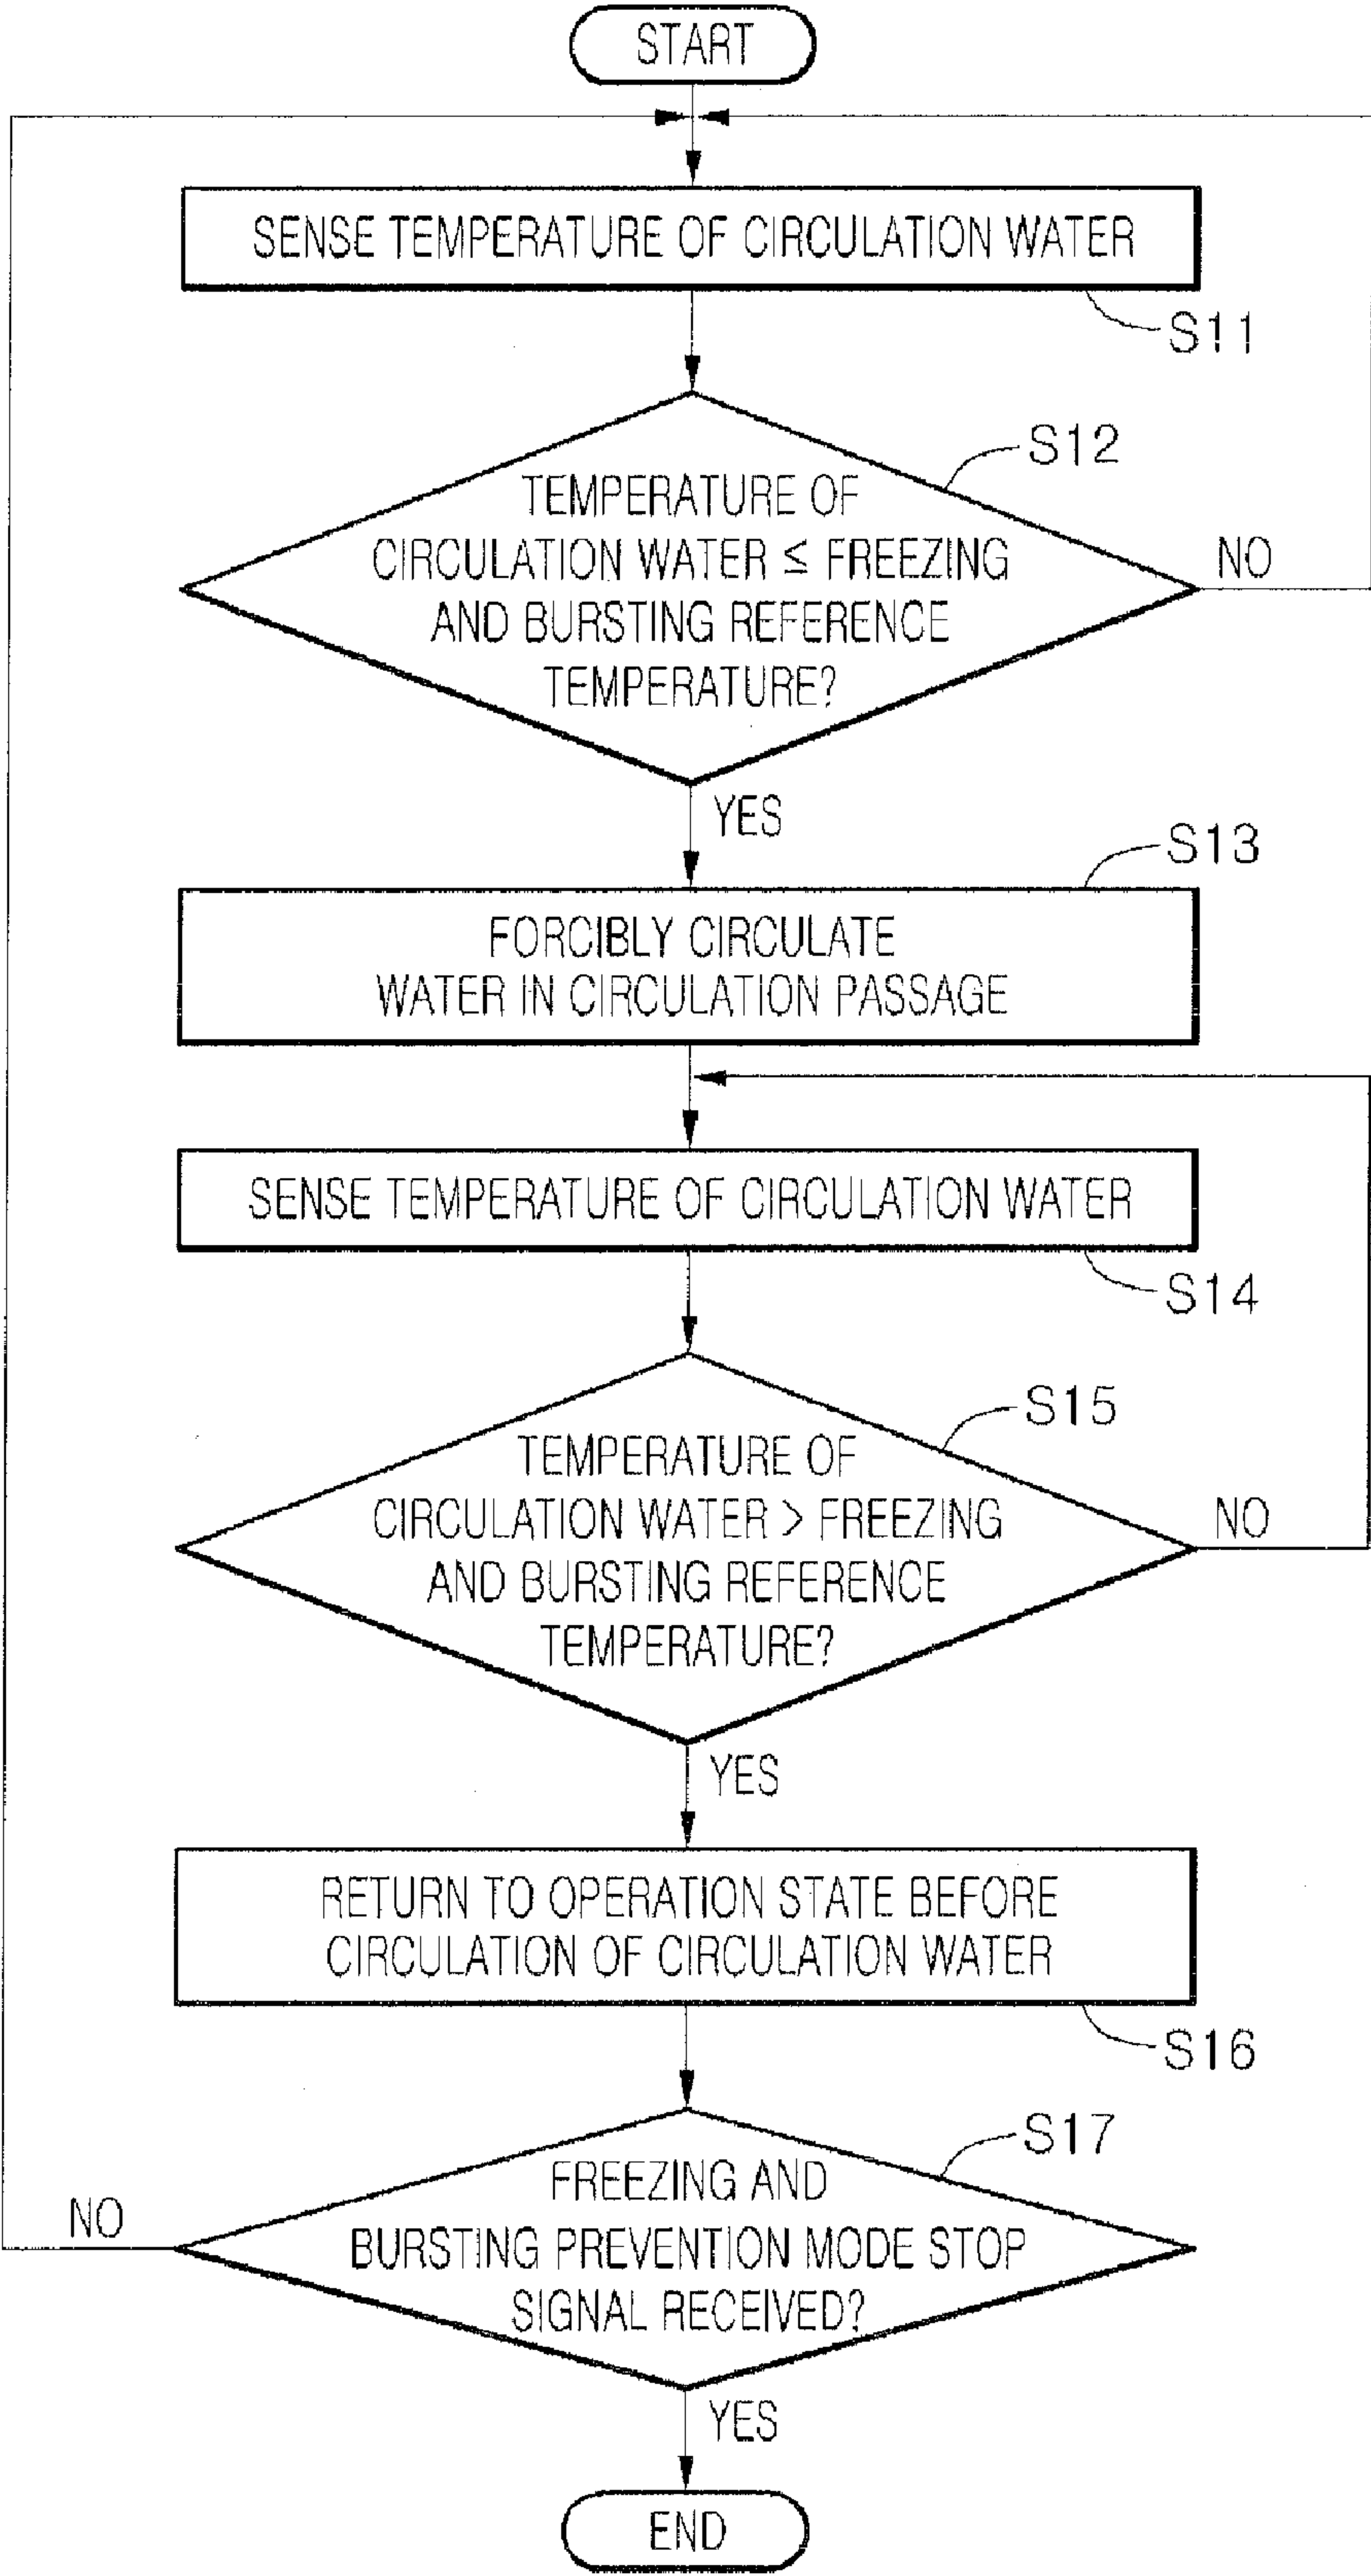 START
SENSE TEMPERATURE OF CIRCULATION WATER
S11
S12
TEMPERATURE OF
CIRCULATION WATER ≤ FREEZING
AND BURSTING REFERENCE
TEMPERATURE?
NO
YES
S13
FORCIBLY CIRCULATE
WATER IN CIRCULATION PASSAGE
SENSE TEMPERATURE OF CIRCULATION WATER
S14
S15
TEMPERATURE OF
CIRCULATION WATER > FREEZING
AND BURSTING REFERENCE
TEMPERATURE?
NO
YES
RETURN TO OPERATION STATE BEFORE
CIRCULATION OF CIRCULATION WATER
S16
S17
FREEZING AND
BURSTING PREVENTION MODE STOP
SIGNAL RECEIVED?
NO
YES
END